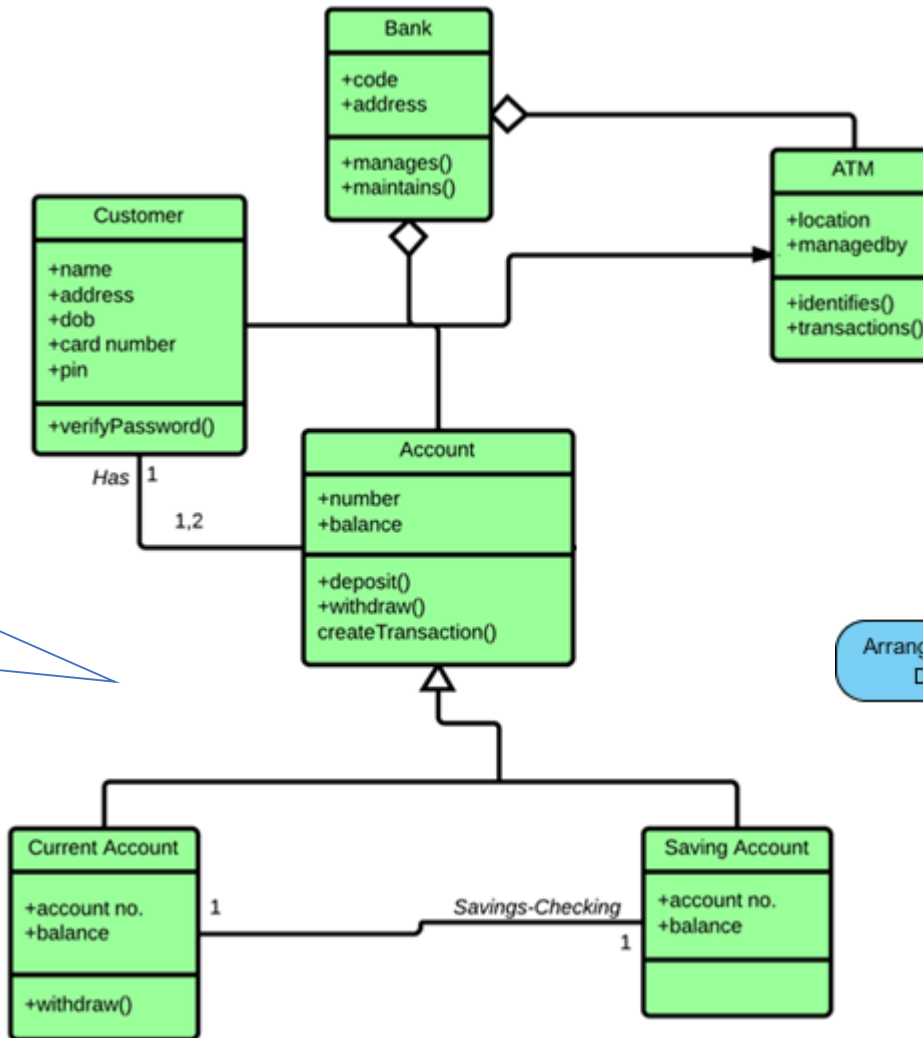 Bank
+code
+address
+manages()
+maintains()
ATM
+location
+managedby
+identifies()
+transactions()
Customer
+name
+address
+dob
+card number
+pin
+verifyPassword()
Has 1
1,2
Account
+number
+balance
+deposit()
+withdraw()
createTransaction()
Current Account
+account no.
+balance
+withdraw()
1
Savings-Checking
1
Saving Account
+account no.
+balance